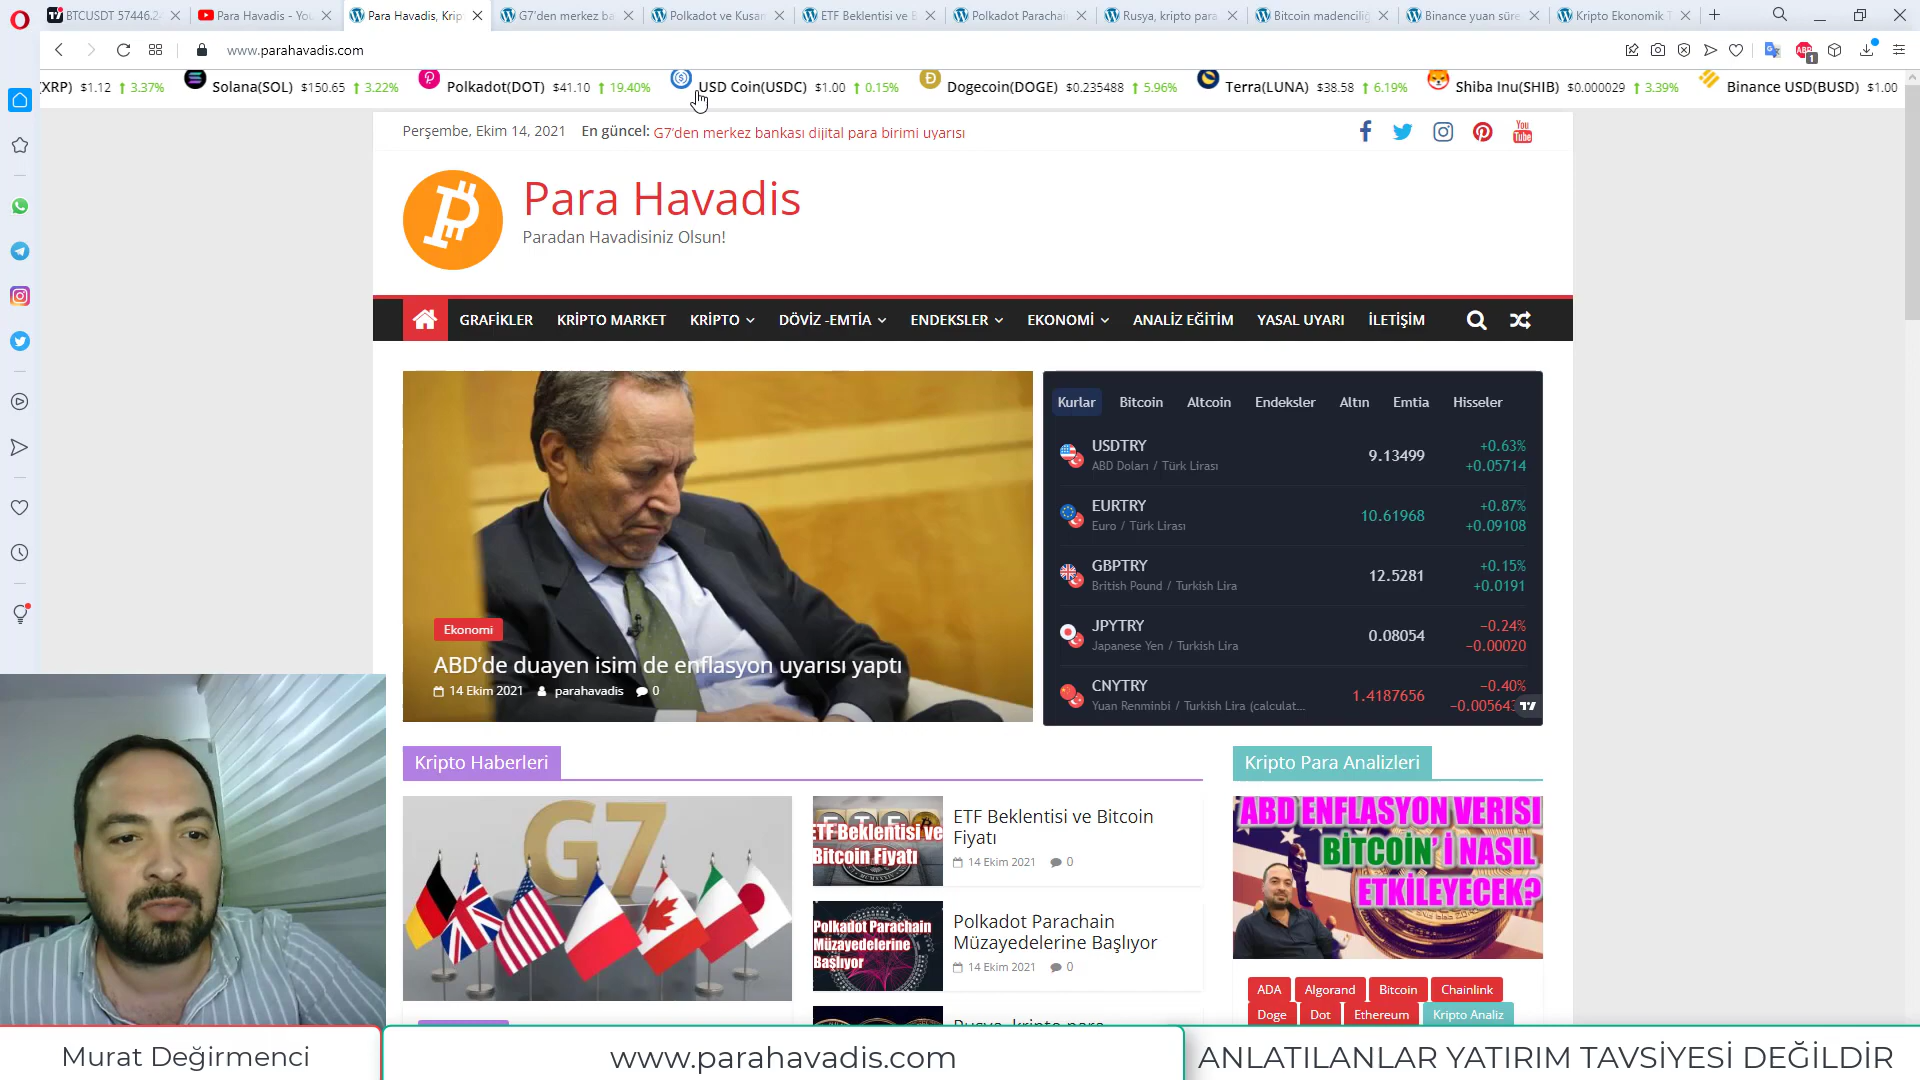 BTCUSDT 57446.2
Para Havadis - You
Para Havadis, Krip
G7'den merkez ba
Polkadot ve Kusam
ETF Beklentisi ve B
Polkadot Parachain
Rusya, kripto para
Bitcoin madenciliğ
Binance yuan süre
Kripto Ekonomik T
www.parahavadis.com
(XRP) $1.12 3.37%
Solana(SOL) $150.65 3.22%
Polkadot(DOT) $41.10 19.40%
USD Coin(USDC) $1.00 0.15%
Dogecoin(DOGE) $0.235488 5.96%
Terra(LUNA) $38.58 6.19%
Shiba Inu(SHIB) $0.000029 3.39%
Binance USD(BUSD) $1.00
Perşembe, Ekim 14, 2021 En güncel: G7'den merkez bankası dijital para birimi uyarısı
You
Tube
Para Havadis
Paradan Havadisiniz Olsun!
GRAFİKLER KRİPTO MARKET KRİPTO DÖVİZ -EMTİA ENDEKSLER EKONOMİ ANALİZ EĞİTİM YASAL UYARI İLETİŞİM
Ekonomi
ABD'de duayen isim de enflasyon uyarısı yaptı
14 Ekim 2021 parahavadis 0
Kurlar Bitcoin Altcoin Endeksler Altın Emtia Hisseler
USDTRY 9.13499 +0.63%
ABD Doları / Türk Lirası +0.05714
EURTRY 10.61968 +0.87%
Euro / Türk Lirası +0.09108
GBPTRY 12.5281 +0.15%
British Pound / Turkish Lira +0.0191
JPYTRY 0.08054 −0.24%
Japanese Yen / Turkish Lira −0.00020
CNYTRY 1.4187656 −0.40%
Yuan Renminbi / Turkish Lira (calculat... −0.00564
Kripto Haberleri
G7
ETF Beklentisi ve
Bitcoin Fiyatı
ETF Beklentisi ve Bitcoin
Fiyatı
14 Ekim 2021 0
Polkadot Parachain
Müzayedelerine
Başlıyor
Polkadot Parachain
Müzayedelerine Başlıyor
14 Ekim 2021 0
Rusya, kripto para
Kripto Para Analizleri
ABD ENFLASYON VERİSİ
BİTCOİN' İ NASIL
ETKİLEYECEK?
ADA Algorand Bitcoin Chainlink
Doge Dot Ethereum Kripto Analiz
Murat Değirmenci
www.parahavadis.com
ANLATILANLAR YATIRIM TAVSİYESİ DEĞİLDİR